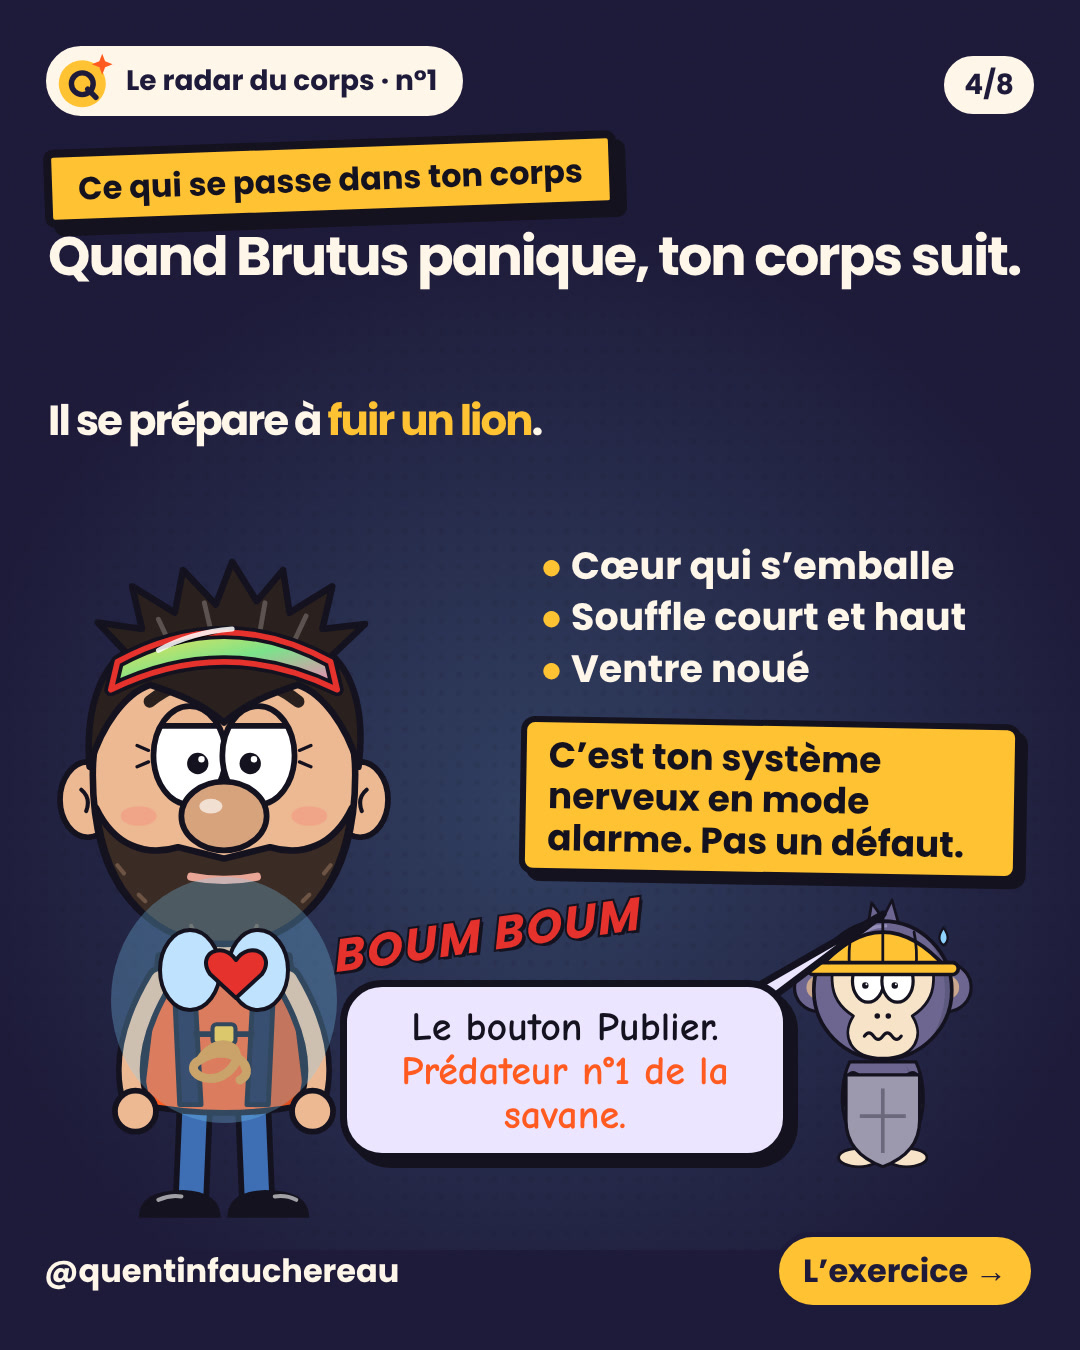 Q
Le radar du corps · n°1
4/8
Ce qui se passe dans ton corps
Quand Brutus panique, ton corps suit.
Il se prépare à fuir un lion.
• Cœur qui s’emballe
• Souffle court et haut
• Ventre noué
C’est ton système
nerveux en mode
alarme. Pas un défaut.
BOUM BOUM
Le bouton Publier.
Prédateur n°1 de la
savane.
@quentinfauchereau
L’exercice →